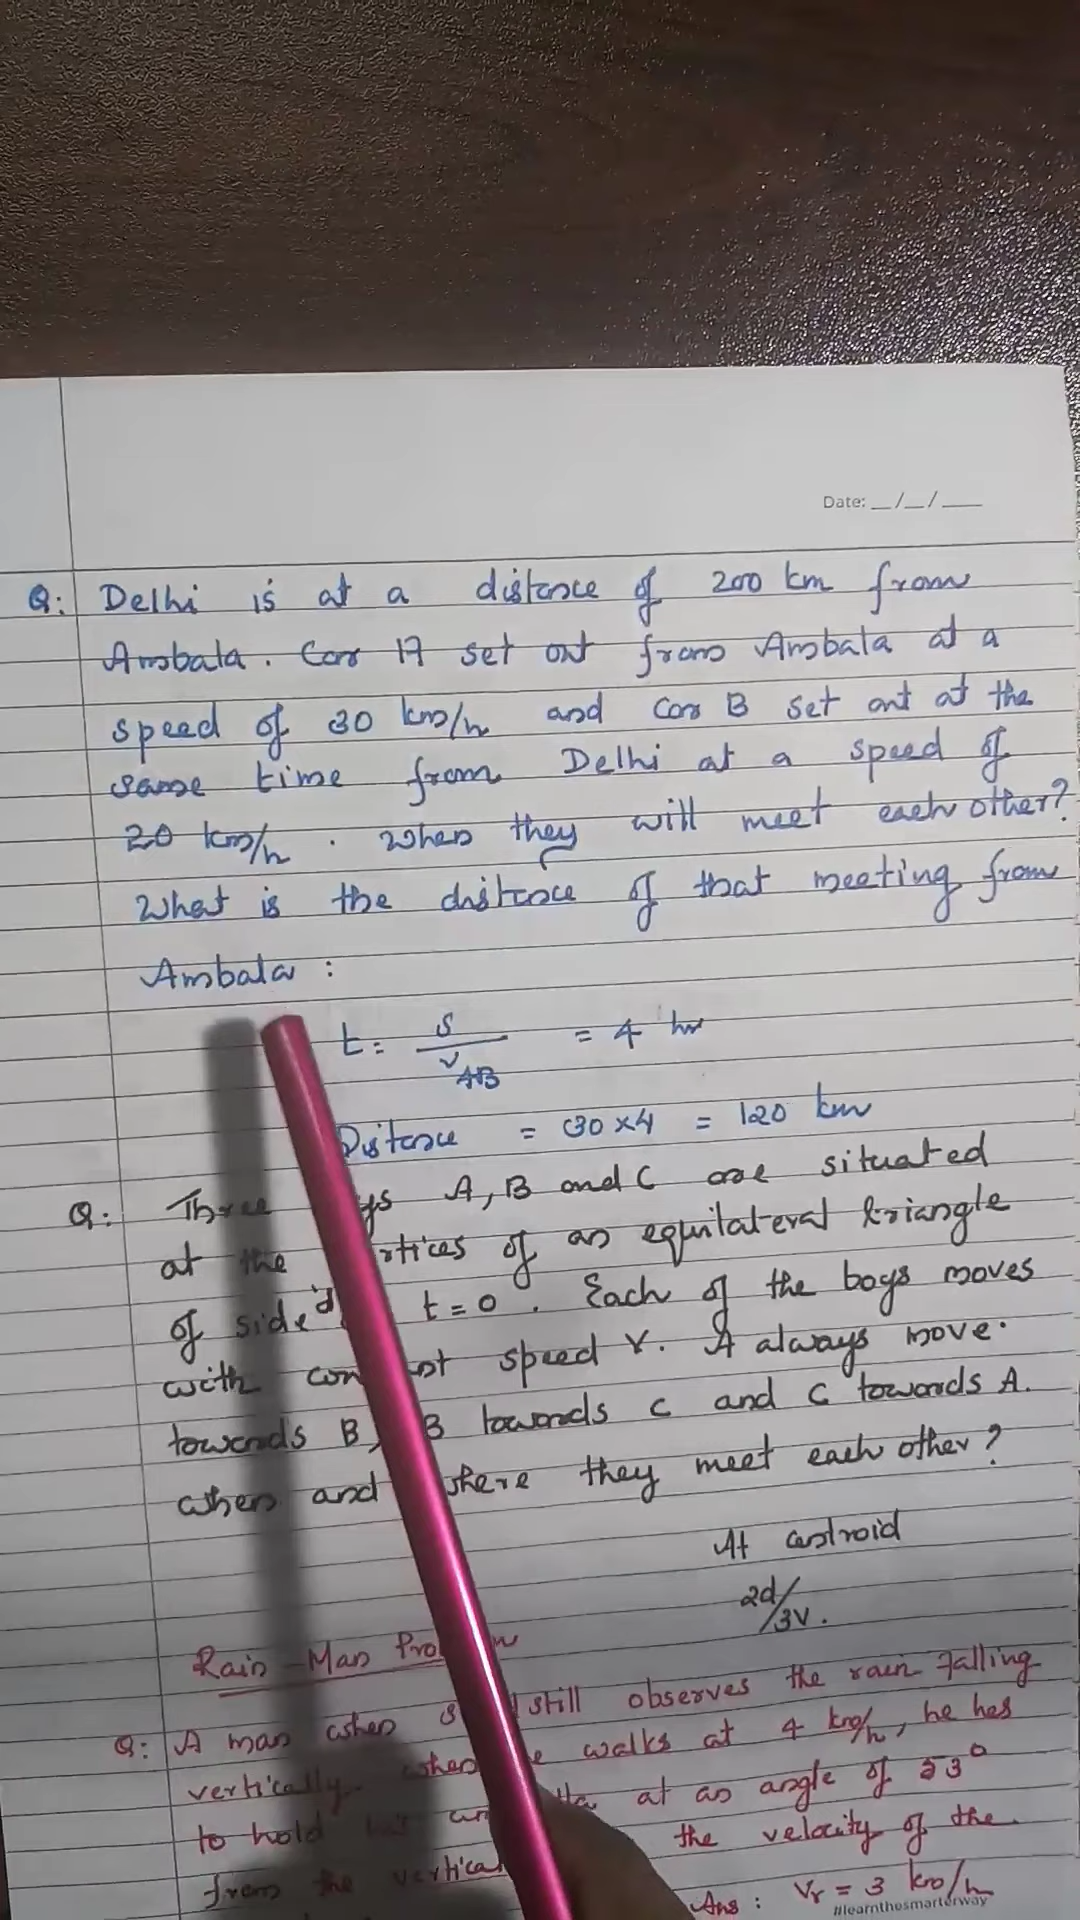 Date: __/__/____
Q: Delhi is at a distance of 200 km from
Ambala. Car A set out from Ambala at a
speed of 30 km/h and car B set out at the
same time from Delhi at a speed of
20 km/h. When they will meet each other?
What is the distance of that meeting from
Ambala :
t = s / vAB = 4 hr
Distance = 30 × 4 = 120 km
Q: Three ys A, B and C are situated
at the rtices of an equilateral triangle
of side 'd t = 0. Each of the boys moves
with con nt speed v. A always move
towards B, B towards C and C towards A.
when and where they meet each other?
At centroid
2d/3v.
Rain - Man Pro
Q: A man when still observes the rain falling
vertically. when e walks at 4 km/h, he has
to hold at an angle of 53°
from the vertical the velocity of the
Ans : Vr = 3 km/h
#learnthesmarterway